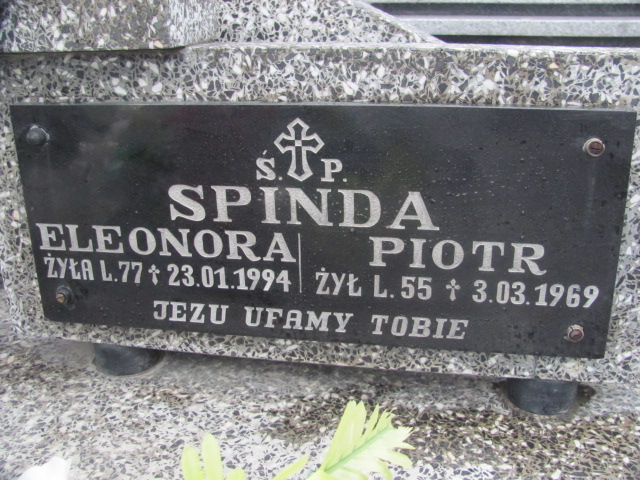 Ś. P.
SPINDA
ELEONORA
ŻYŁA L.77 † 23.01.1994
PIOTR
ŻYŁ L.55 † 3.03.1969
JEZU UFAMY TOBIE